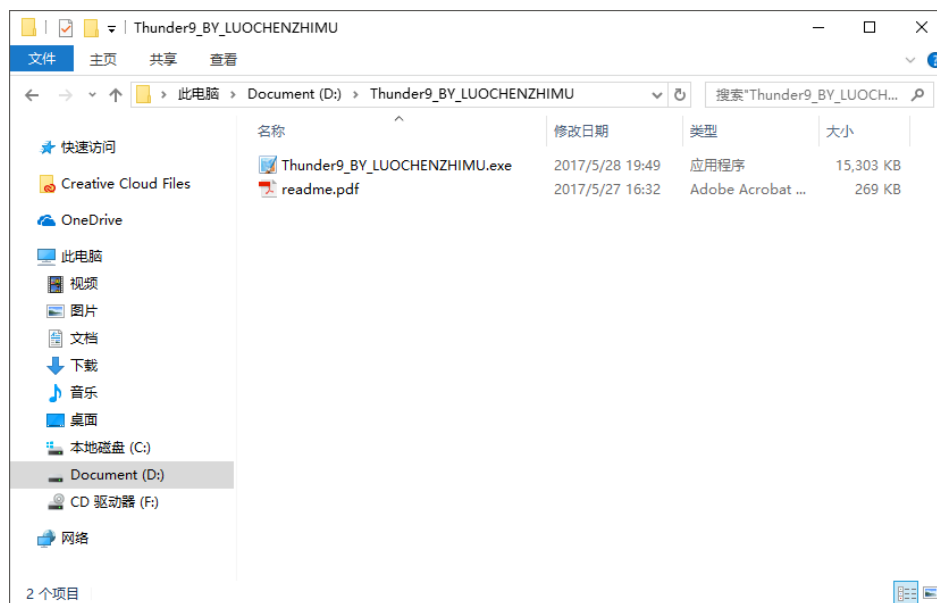 Thunder9_BY_LUOCHENZHIMU
文件 主页 共享 查看
此电脑 Document (D:) Thunder9_BY_LUOCHENZHIMU 搜索"Thunder9_BY_LUOCH...
名称 修改日期 类型 大小
Thunder9_BY_LUOCHENZHIMU.exe 2017/5/28 19:49 应用程序 15,303 KB
readme.pdf 2017/5/27 16:32 Adobe Acrobat ... 269 KB
快速访问
Creative Cloud Files
OneDrive
此电脑
视频
图片
文档
下载
音乐
桌面
本地磁盘 (C:)
Document (D:)
CD 驱动器 (F:)
网络
2 个项目